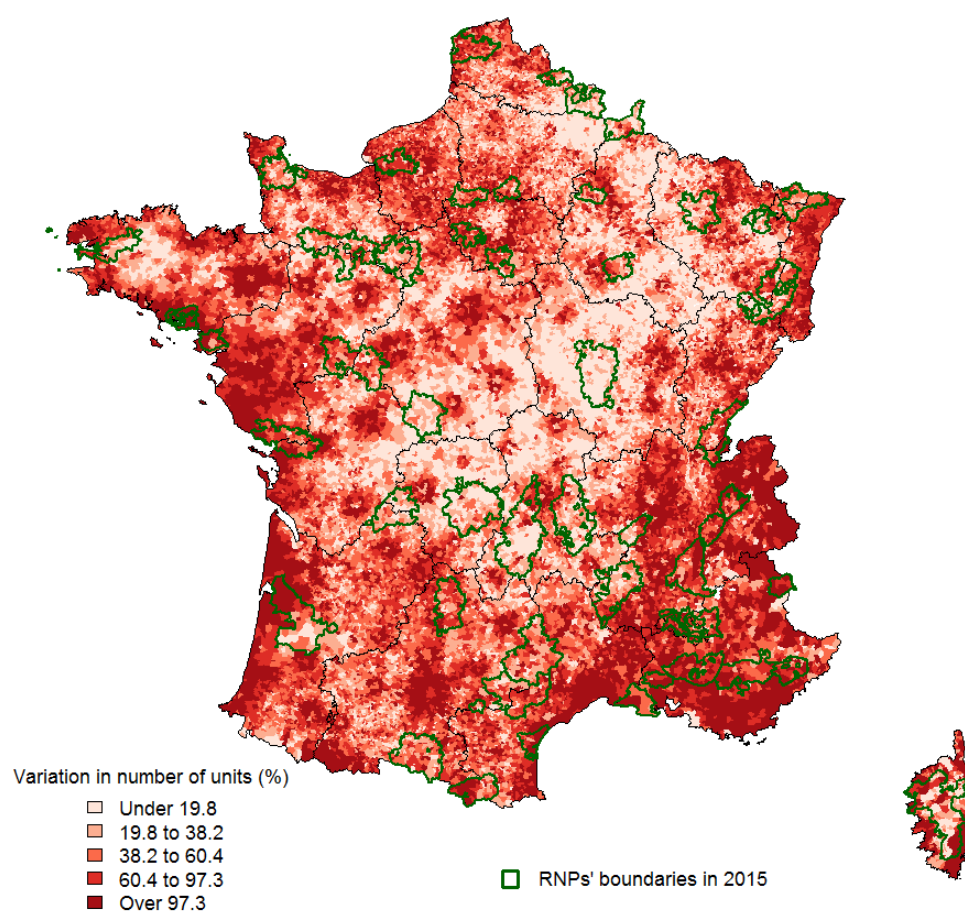 Variation in number of units (%)
Under 19.8
19.8 to 38.2
38.2 to 60.4
60.4 to 97.3
Over 97.3
RNPs' boundaries in 2015